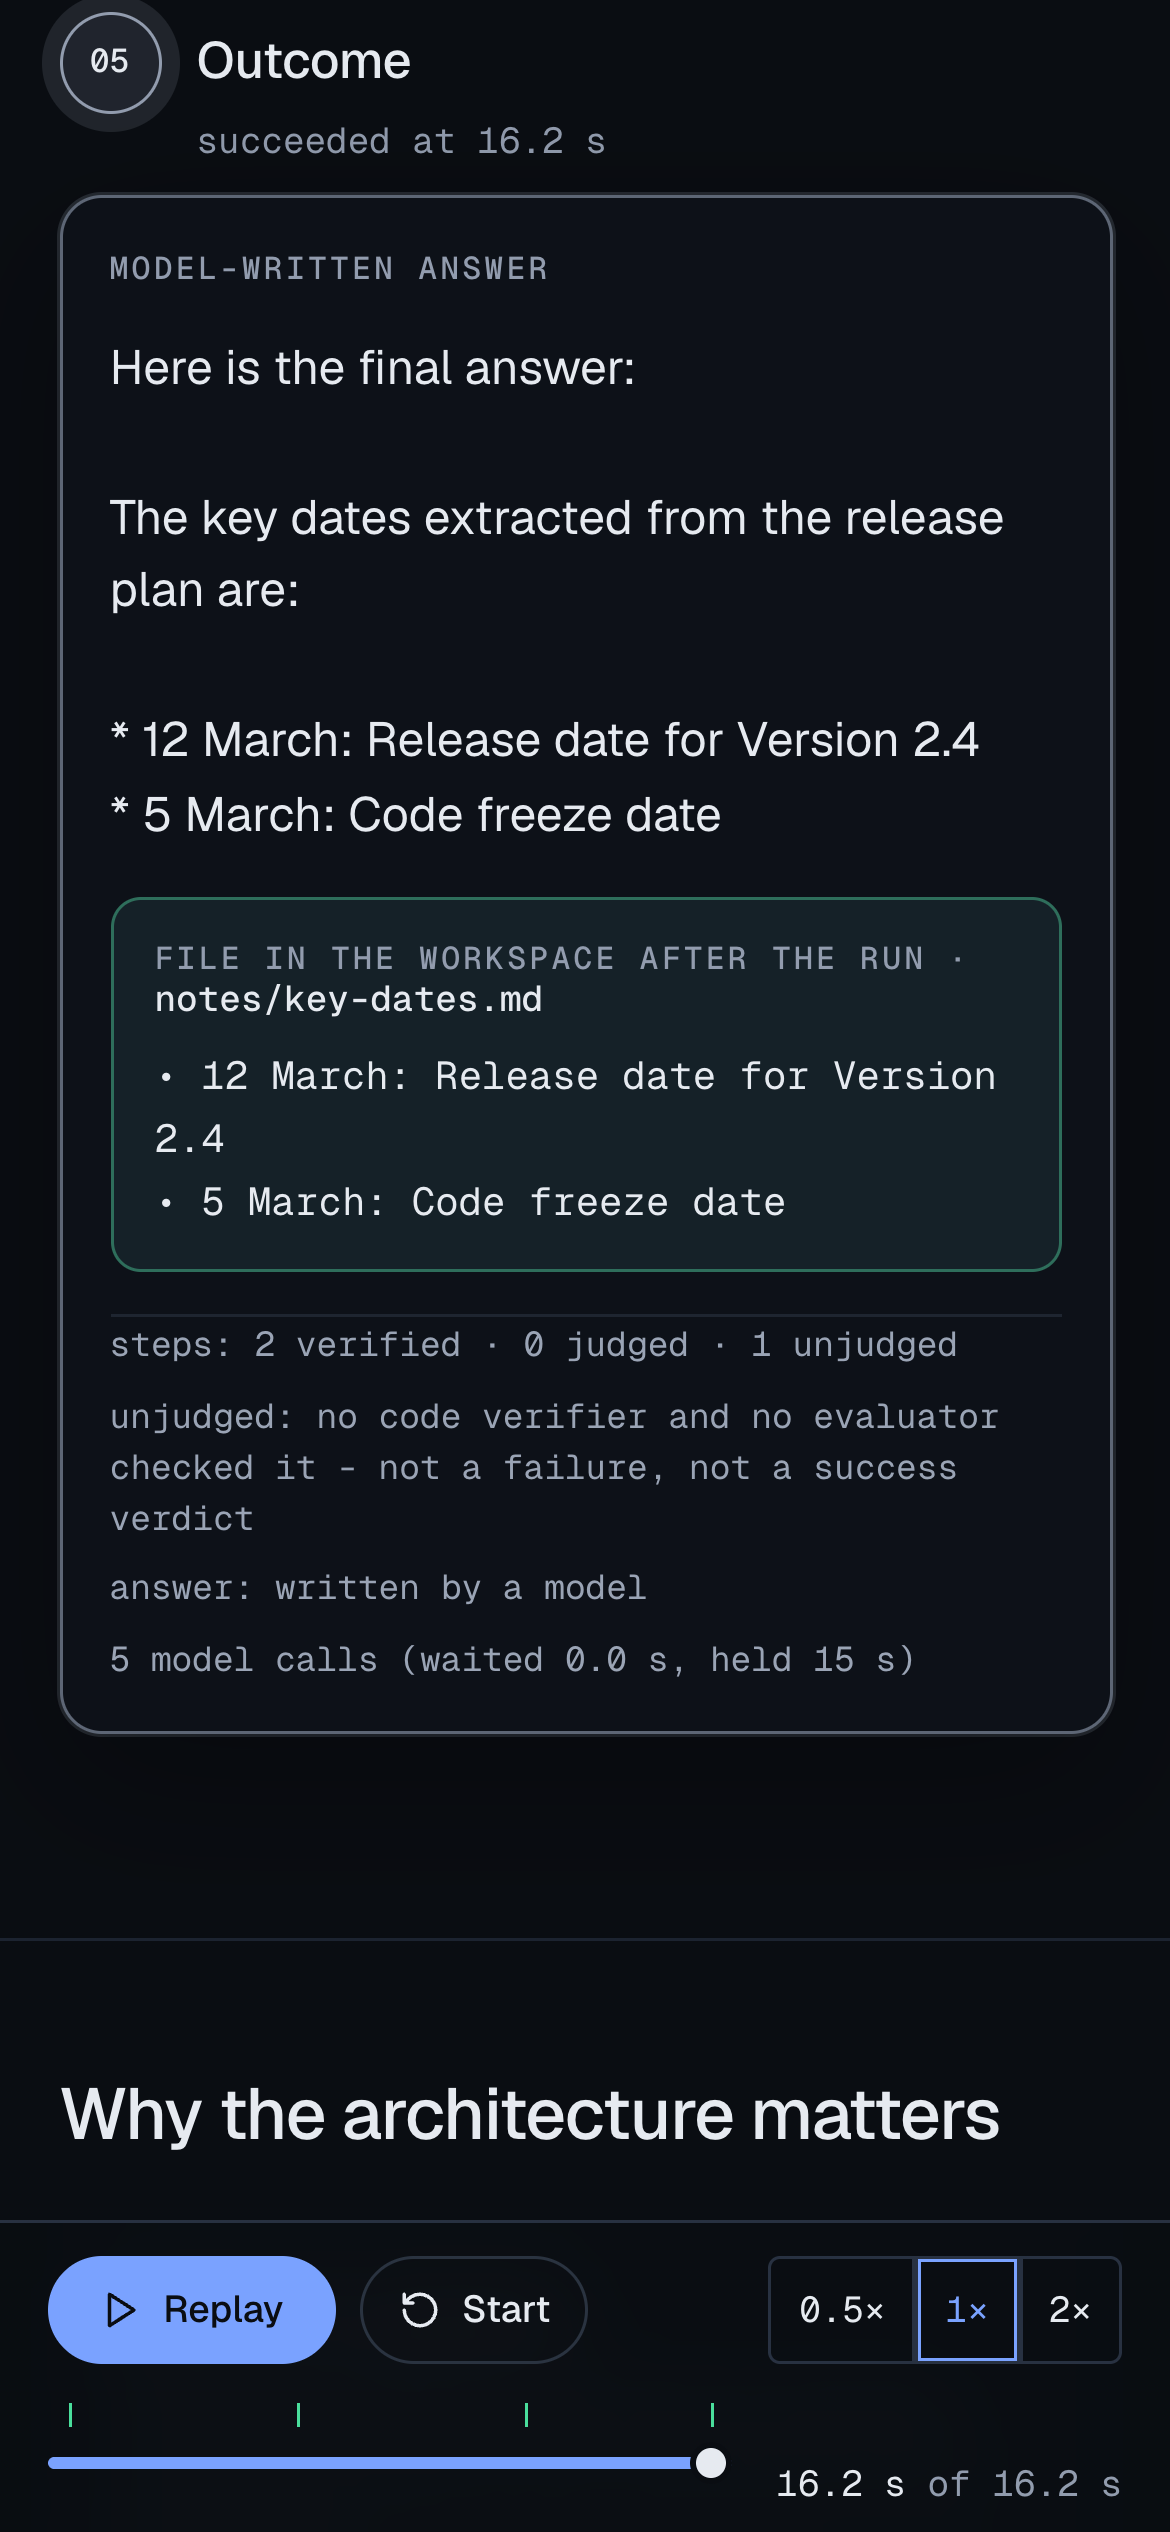 05
Outcome
succeeded at 16.2 s
MODEL-WRITTEN ANSWER
Here is the final answer:
The key dates extracted from the release
plan are:
* 12 March: Release date for Version 2.4
* 5 March: Code freeze date
FILE IN THE WORKSPACE AFTER THE RUN ·
notes/key-dates.md
• 12 March: Release date for Version
2.4
• 5 March: Code freeze date
steps: 2 verified · 0 judged · 1 unjudged
unjudged: no code verifier and no evaluator
checked it – not a failure, not a success
verdict
answer: written by a model
5 model calls (waited 0.0 s, held 15 s)
Why the architecture matters
Replay
Start
0.5×
1×
2×
16.2 s of 16.2 s